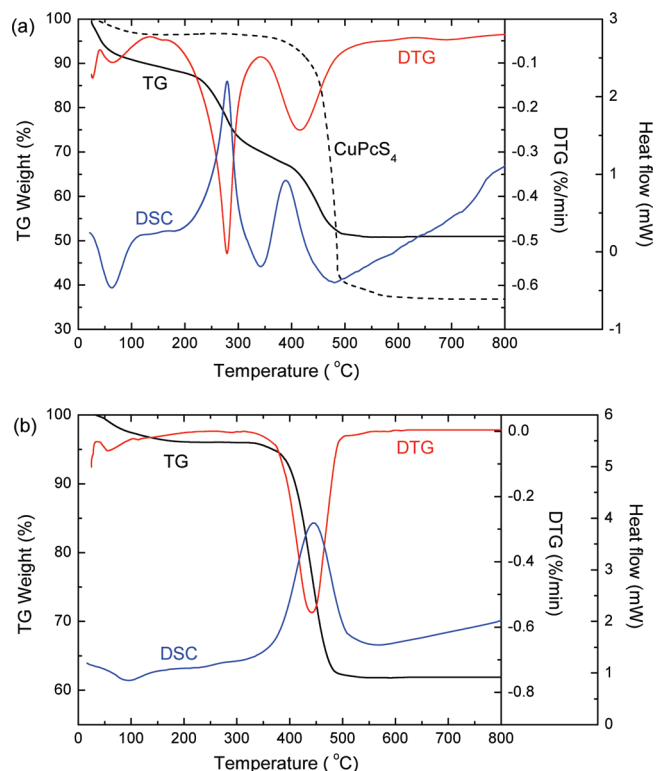 (a)
100
90
80
70
60
50
40
30
TG Weight (%)
0 100 200 300 400 500 600 700 800
Temperature ( °C)
-0.1
-0.2
-0.3
-0.4
-0.5
-0.6
DTG (%/min)
3
2
1
0
-1
Heat flow (mW)
TG
DTG
CuPcS4
DSC
(b)
100
90
80
70
60
TG Weight (%)
0 100 200 300 400 500 600 700 800
Temperature ( °C)
0.0
-0.2
-0.4
-0.6
-0.8
DTG (%/min)
6
5
4
3
2
1
0
Heat flow (mW)
TG
DTG
DSC